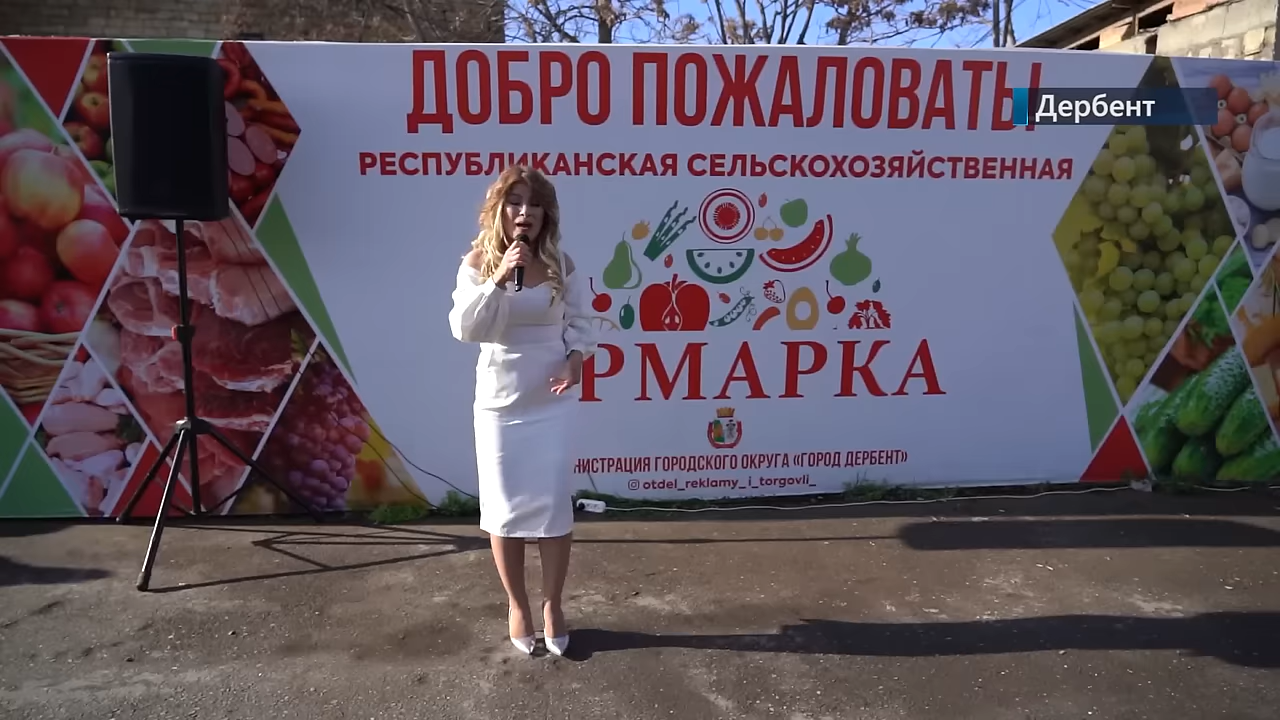 ДОБРО ПОЖАЛОВАТЬ!
Дербент
РЕСПУБЛИКАНСКАЯ СЕЛЬСКОХОЗЯЙСТВЕННАЯ
РМАРКА
НИСТРАЦИЯ ГОРОДСКОГО ОКРУГА «ГОРОД ДЕРБЕНТ»
otdel_reklamy_i_torgovli_